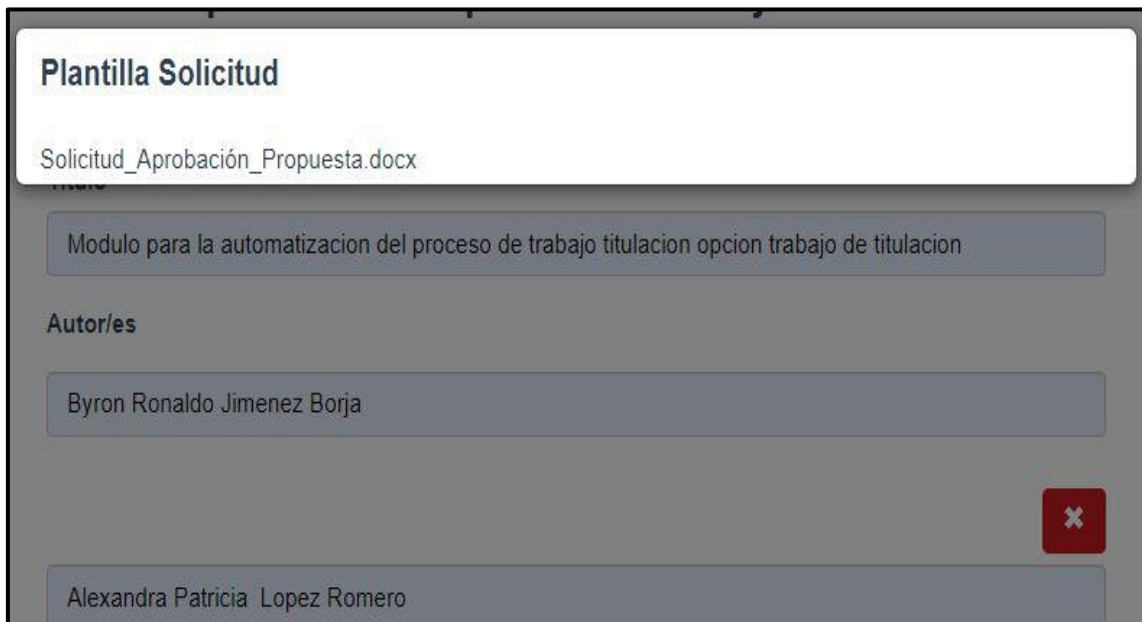 Plantilla Solicitud
Solicitud_Aprobación_Propuesta.docx
Modulo para la automatizacion del proceso de trabajo titulacion opcion trabajo de titulacion
Autor/es
Byron Ronaldo Jimenez Borja
Alexandra Patricia  Lopez Romero